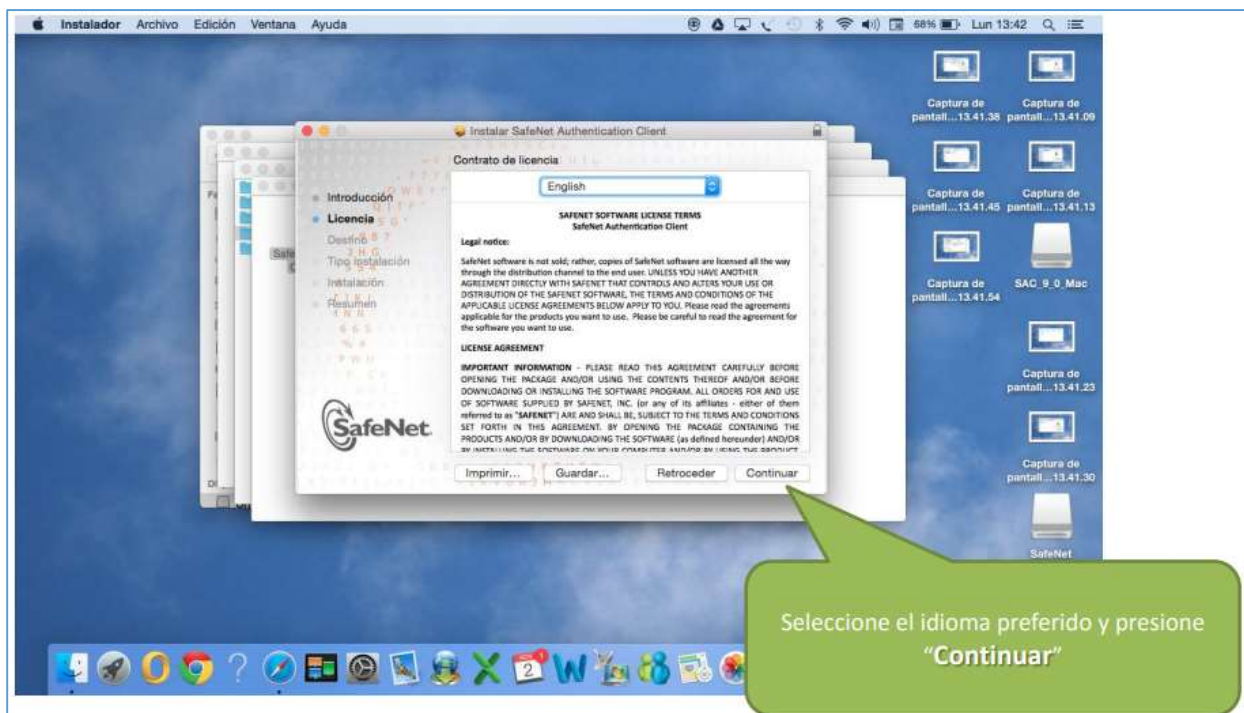 Instalador Archivo Edición Ventana Ayuda 68% Lun 13:42
Captura de pantall...13.41.38
Captura de pantall...13.41.09
Captura de pantall...13.41.45
Captura de pantall...13.41.13
Captura de pantall...13.41.54
SAC_9_0_Mac
Captura de pantall...13.41.23
Captura de pantall...13.41.30
SafeNet
Instalar SafeNet Authentication Client
Contrato de licencia
Introducción
Licencia
Destino
Tipo instalación
Instalación
Resumen
SafeNet.
English
SAFENET SOFTWARE LICENSE TERMS
SafeNet Authentication Client
Legal notice:
SafeNet software is not sold; rather, copies of SafeNet software are licensed all the way
through the distribution channel to the end user. UNLESS YOU HAVE ANOTHER
AGREEMENT DIRECTLY WITH SAFENET THAT CONTROLS AND ALTERS YOUR USE OR
DISTRIBUTION OF THE SAFENET SOFTWARE, THE TERMS AND CONDITIONS OF THE
APPLICABLE LICENSE AGREEMENTS BELOW APPLY TO YOU. Please read the agreements
applicable for the products you want to use. Please be careful to read the agreement for
the software you want to use.
LICENSE AGREEMENT
IMPORTANT INFORMATION - PLEASE READ THIS AGREEMENT CAREFULLY BEFORE
OPENING THE PACKAGE AND/OR USING THE CONTENTS THEREOF AND/OR BEFORE
DOWNLOADING OR INSTALLING THE SOFTWARE PROGRAM. ALL ORDERS FOR AND USE
OF SOFTWARE SUPPLIED BY SAFENET, INC. (or any of its affiliates - either of them
referred to as "SAFENET") ARE AND SHALL BE, SUBJECT TO THE TERMS AND CONDITIONS
SET FORTH IN THIS AGREEMENT. BY OPENING THE PACKAGE CONTAINING THE
PRODUCTS AND/OR BY DOWNLOADING THE SOFTWARE (as defined hereunder) AND/OR
BY INSTALLING THE SOFTWARE ON YOUR COMPUTER AND/OR BY USING THE PRODUCT,
Imprimir... Guardar... Retroceder Continuar
Seleccione el idioma preferido y presione
"Continuar"